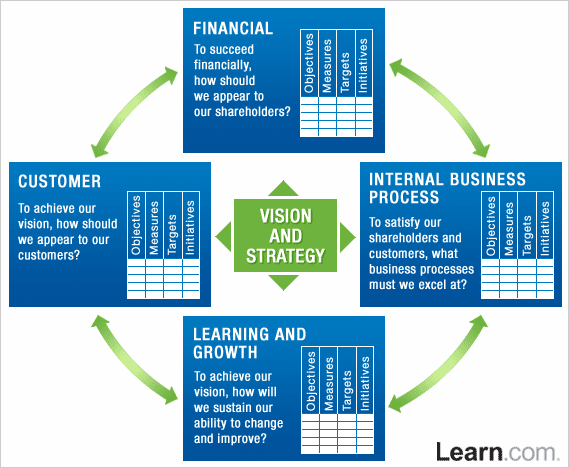 FINANCIAL
To succeed
financially,
how should
we appear to
our shareholders?
Objectives
Measures
Targets
Initiatives
CUSTOMER
To achieve our
vision, how should
we appear to our
customers?
Objectives
Measures
Targets
Initiatives
VISION
AND
STRATEGY
INTERNAL BUSINESS
PROCESS
To satisfy our
shareholders and
customers, what
business processes
must we excel at?
Objectives
Measures
Targets
Initiatives
LEARNING AND
GROWTH
To achieve our
vision, how will
we sustain our
ability to change
and improve?
Objectives
Measures
Targets
Initiatives
Learn.com.